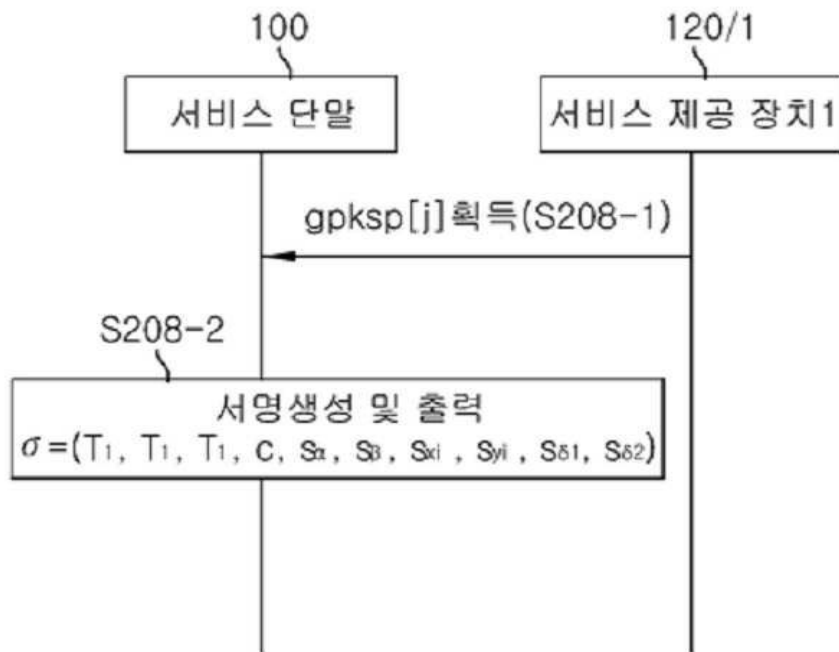 100
120/1
서비스 단말
서비스 제공 장치1
gpksp[j]획득(S208-1)
S208-2
서명생성 및 출력
σ=(T₁, T₁, T₁, C, Sα, Sβ, Sxi, Syi, Sδ1, Sδ2)